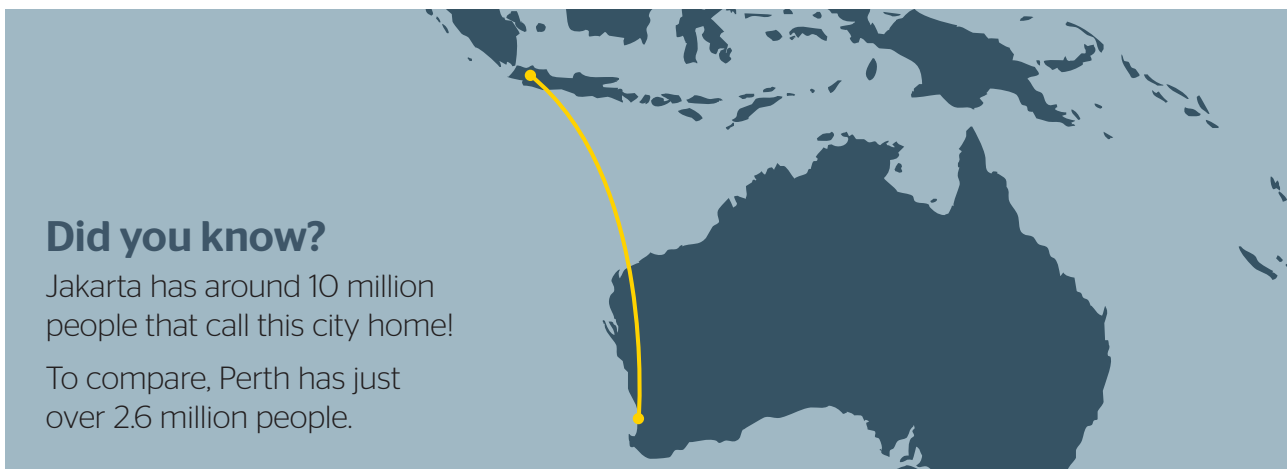 Did you know?
Jakarta has around 10 million
people that call this city home!
To compare, Perth has just
over 2.6 million people.